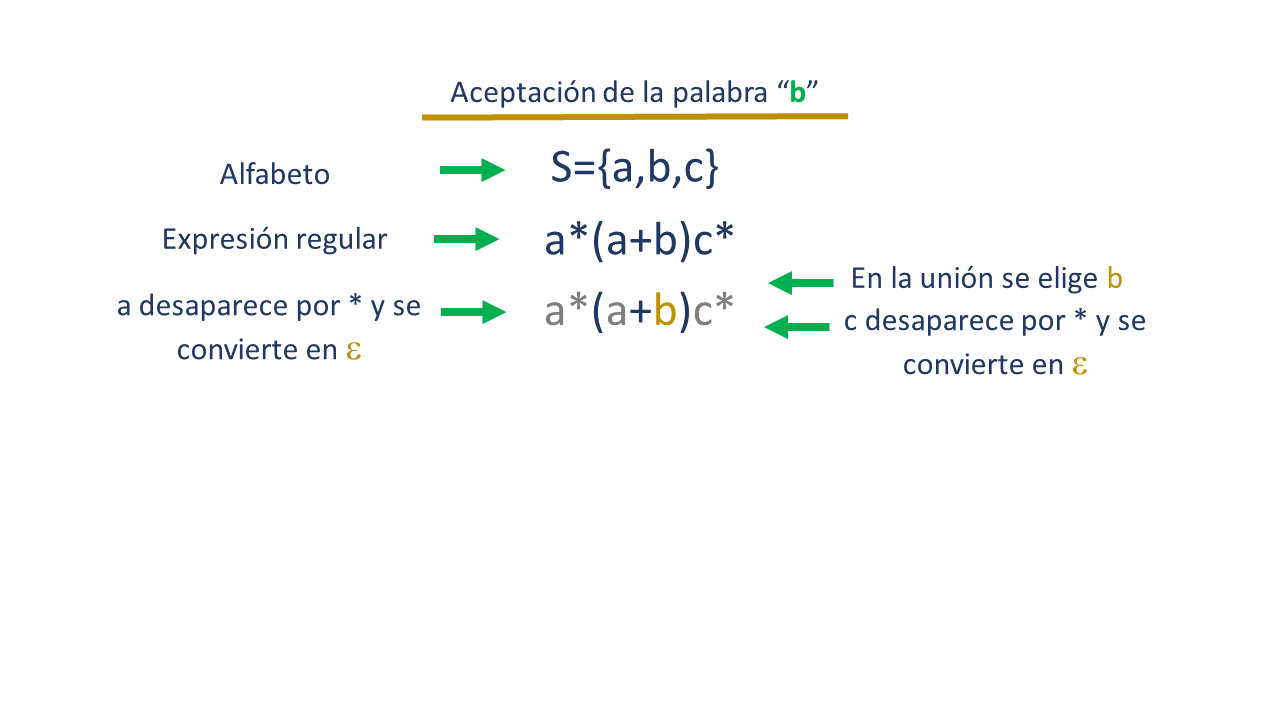 Aceptación de la palabra “b”
Alfabeto
S={a,b,c}
Expresión regular
a*(a+b)c*
a desaparece por * y se
convierte en ε
a*(a+b)c*
En la unión se elige b
c desaparece por * y se
convierte en ε